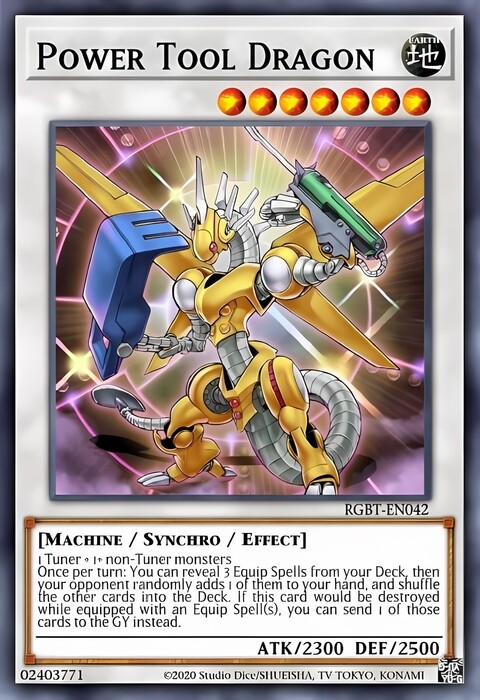 POWER TOOL DRAGON
EARTH
地
RGBT-EN042
[MACHINE / SYNCHRO / EFFECT]
1 Tuner + 1+ non-Tuner monsters
Once per turn: You can reveal 3 Equip Spells from your Deck, then
your opponent randomly adds 1 of them to your hand, and shuffle
the other cards into the Deck. If this card would be destroyed
while equipped with an Equip Spell(s), you can send 1 of those
cards to the GY instead.
ATK/2300 DEF/2500
02403771
©2020 Studio Dice/SHUEISHA, TV TOKYO, KONAMI